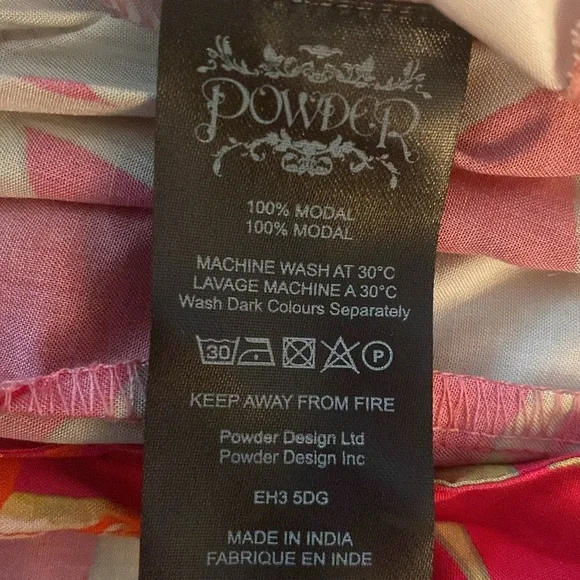 POWDER
100% MODAL
100% MODAL
MACHINE WASH AT 30°C
LAVAGE MACHINE A 30°C
Wash Dark Colours Separately
30 P
KEEP AWAY FROM FIRE
Powder Design Ltd
Powder Design Inc
EH3 5DG
MADE IN INDIA
FABRIQUE EN INDE